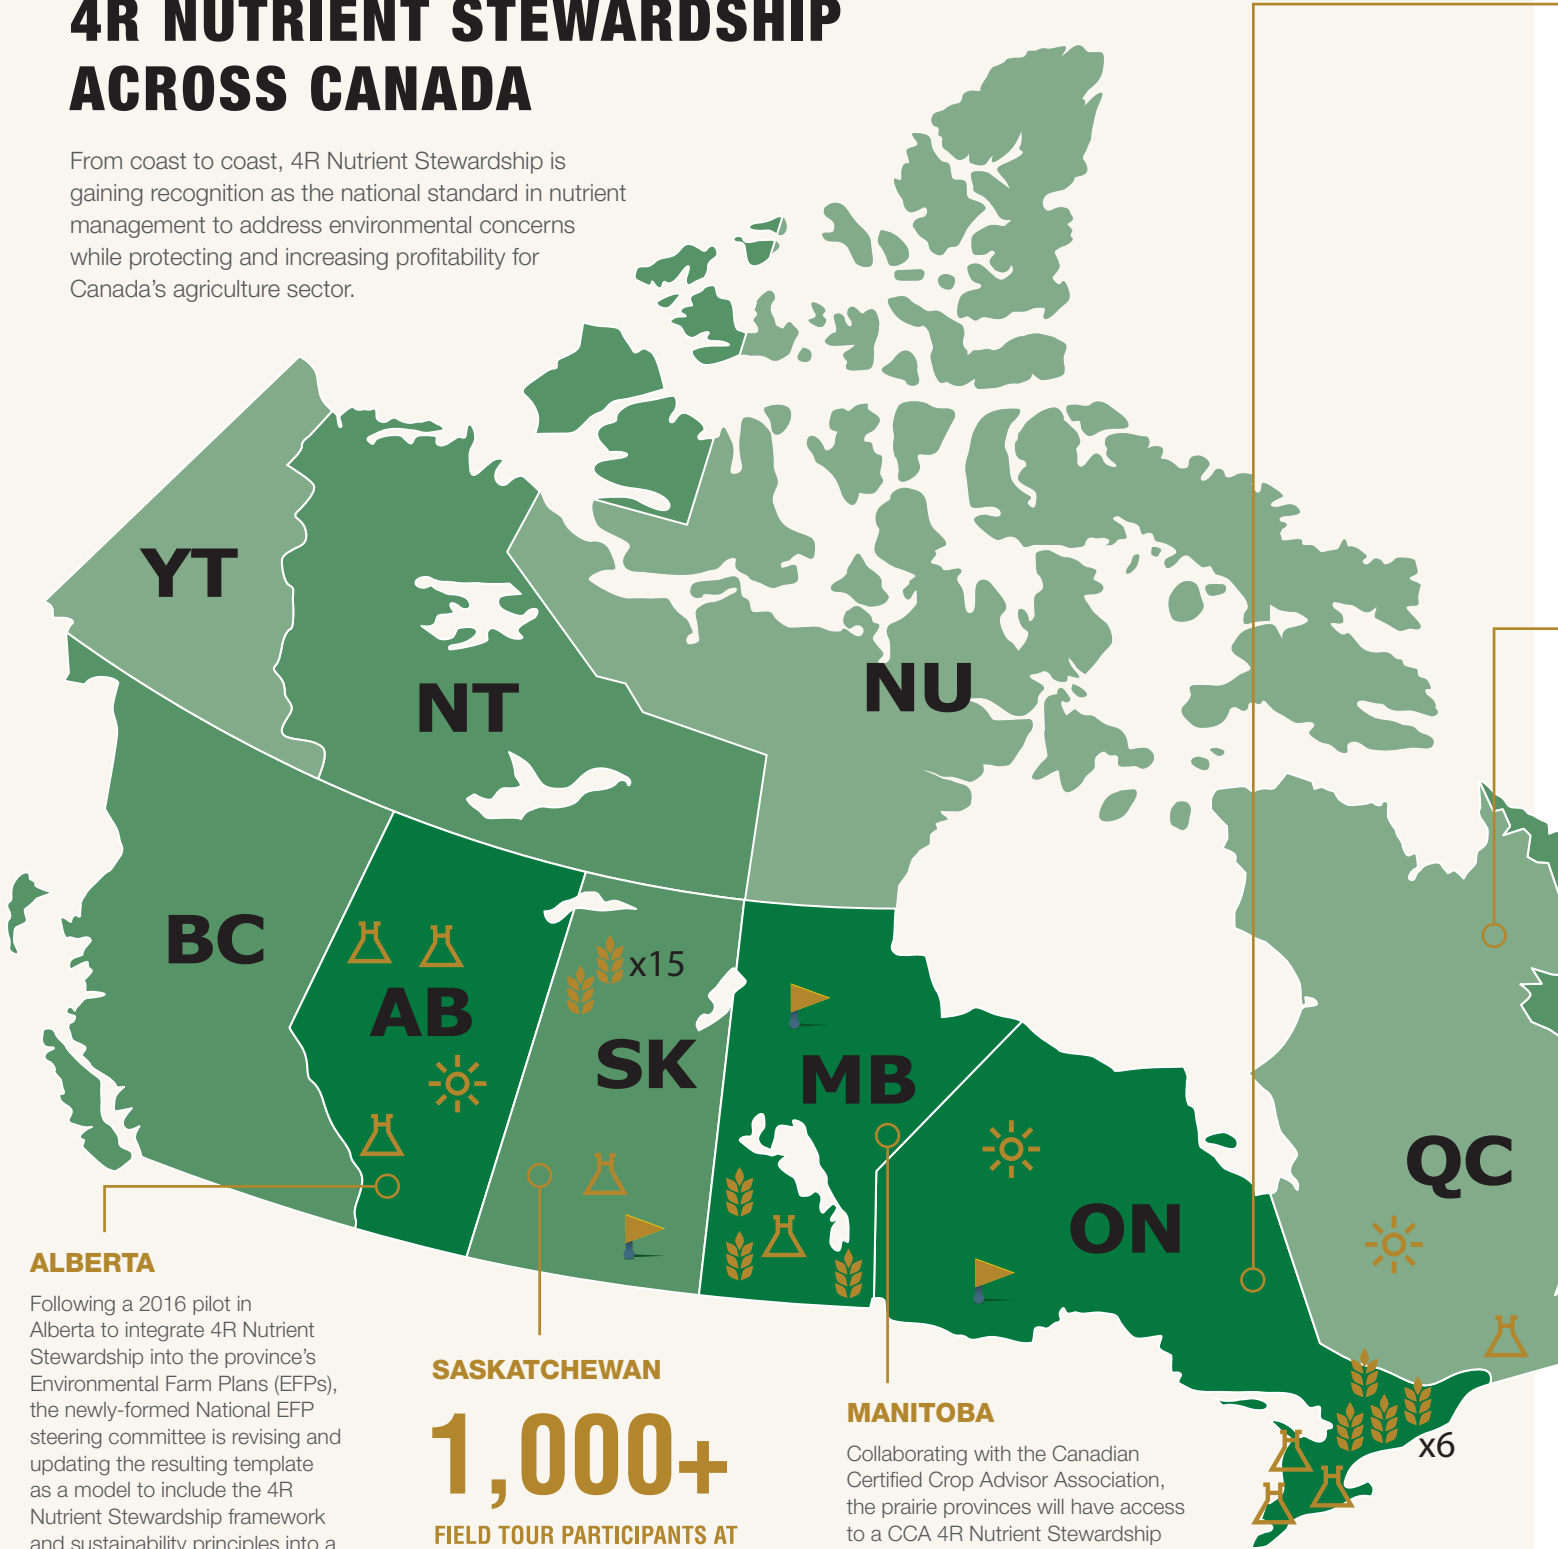 4R NUTRIENT STEWARDSHIP
ACROSS CANADA
From coast to coast, 4R Nutrient Stewardship is
gaining recognition as the national standard in nutrient
management to address environmental concerns
while protecting and increasing profitability for
Canada’s agriculture sector.
YT
NT
NU
BC
AB
x15
SK
MB
ON
QC
x6
ALBERTA
Following a 2016 pilot in
Alberta to integrate 4R Nutrient
Stewardship into the province’s
Environmental Farm Plans (EFPs),
the newly-formed National EFP
steering committee is revising and
updating the resulting template
as a model to include the 4R
Nutrient Stewardship framework
and sustainability principles into a
SASKATCHEWAN
1,000+
FIELD TOUR PARTICIPANTS AT
MANITOBA
Collaborating with the Canadian
Certified Crop Advisor Association,
the prairie provinces will have access
to a CCA 4R Nutrient Stewardship